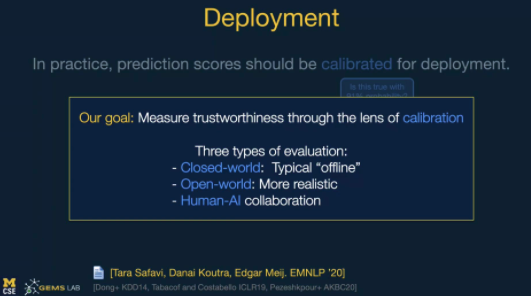 Deployment
In practice, prediction scores should be calibrated for deployment.
Is this true with
Our goal: Measure trustworthiness through the lens of calibration
Three types of evaluation:
- Closed-world: Typical “offline”
- Open-world: More realistic
- Human-AI collaboration
[Tara Safavi, Danai Koutra, Edgar Meij. EMNLP '20]
M
CSE
GEMS LAB
[Dong+ KDD14, Tabacof and Costabello ICLR19, Pezeshkpour+ AKBC20]